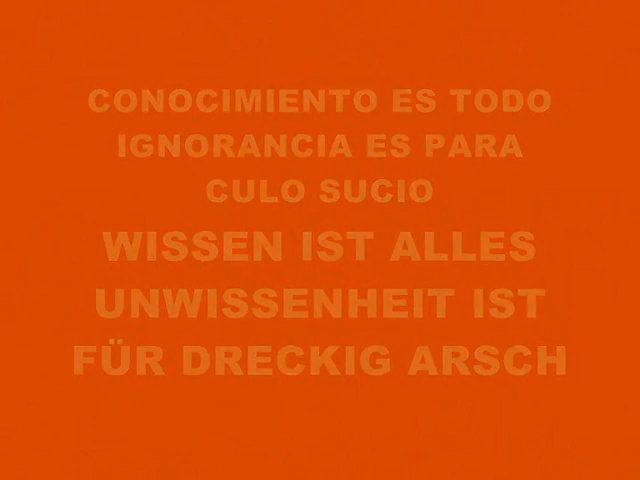 CONOCIMIENTO ES TODO
IGNORANCIA ES PARA
CULO SUCIO
WISSEN IST ALLES
UNWISSENHEIT IST
FÜR DRECKIG ARSCH